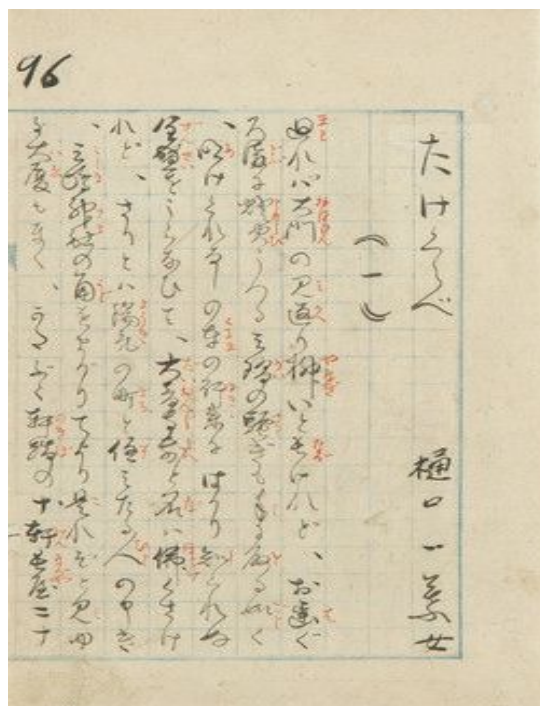 96
たけくらべ
樋口一葉女
(一)
廻れば大門の見返り柳いと長けれど、お歯ぐ
ろ溝に燈火うつる三階の騒ぎも手に取る如く
、明けくれなしの車の行来にはかり知られぬ
全盛をうらなひて、大音寺前と名は佛くさけ
れど、さりとは陽気の町と住みたる人の申き
、三嶋神社の角をまがりてより是れぞと見ゆ
る大厦もなく、かたぶく軒端の十軒長屋二十